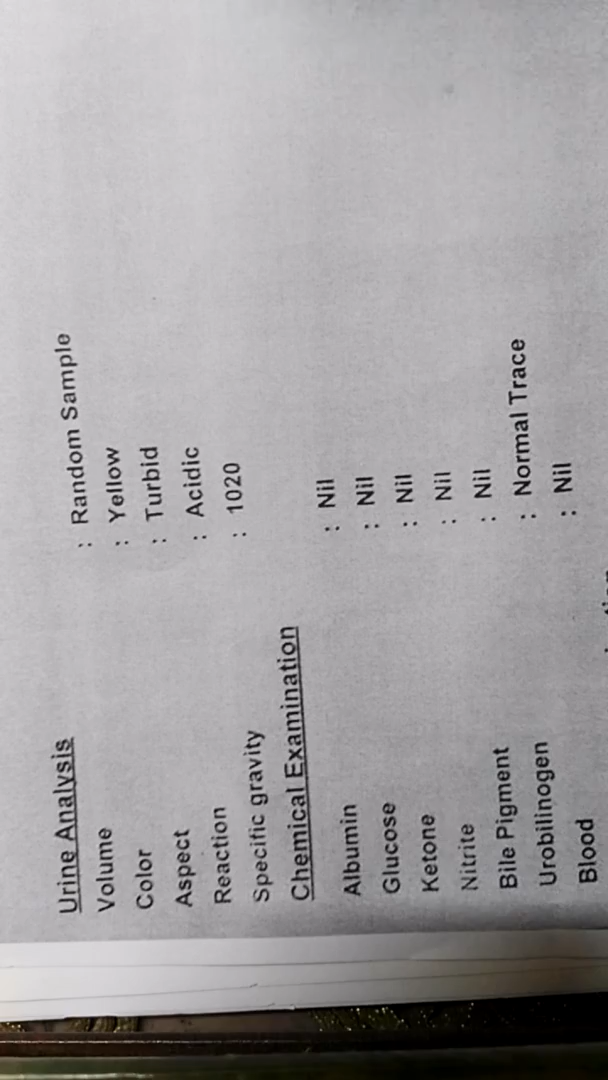 Urine Analysis
Volume : Random Sample
Color : Yellow
Aspect : Turbid
Reaction : Acidic
Specific gravity : 1020
Chemical Examination
Albumin : Nil
Glucose : Nil
Ketone : Nil
Nitrite : Nil
Bile Pigment : Nil
Urobilinogen : Normal Trace
Blood : Nil